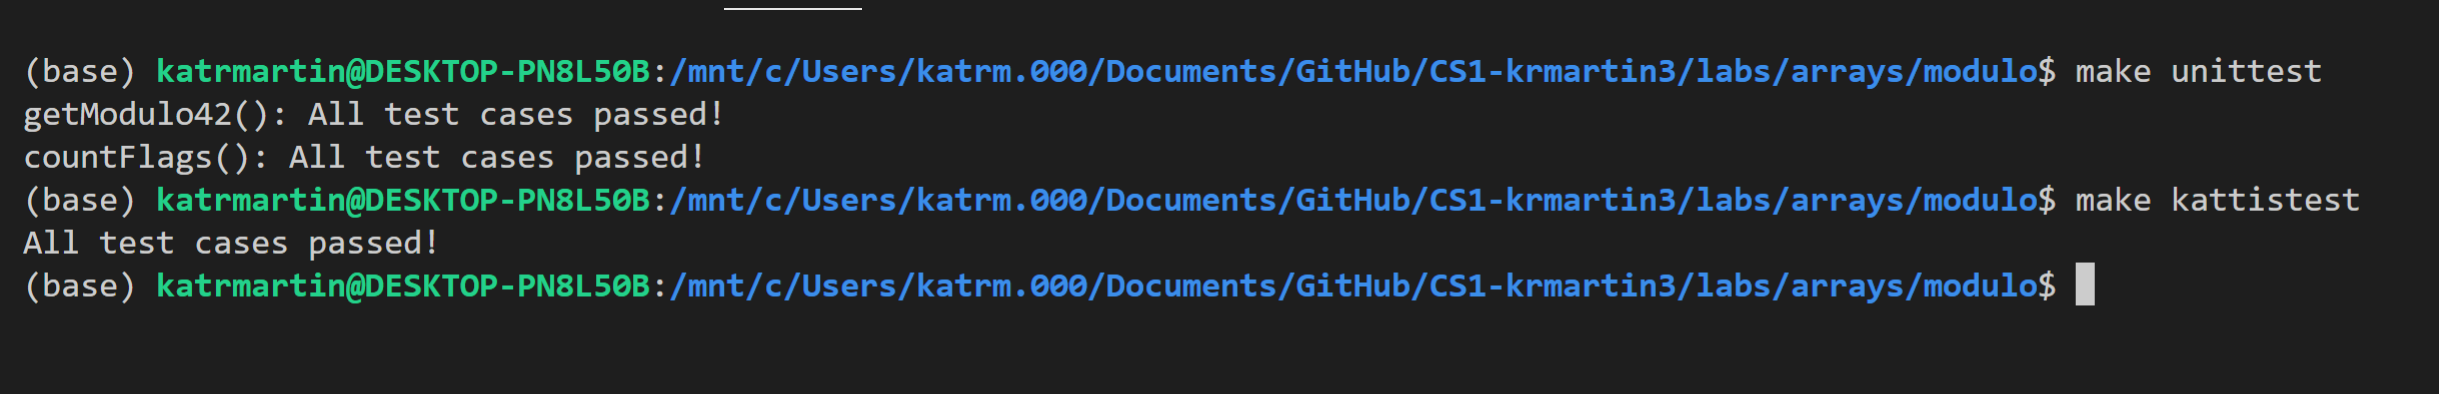 (base) katrmartin@DESKTOP-PN8L50B:/mnt/c/Users/katrm.000/Documents/GitHub/CS1-krmartin3/labs/arrays/modulo$ make unittest
getModulo42(): All test cases passed!
countFlags(): All test cases passed!
(base) katrmartin@DESKTOP-PN8L50B:/mnt/c/Users/katrm.000/Documents/GitHub/CS1-krmartin3/labs/arrays/modulo$ make kattistest
All test cases passed!
(base) katrmartin@DESKTOP-PN8L50B:/mnt/c/Users/katrm.000/Documents/GitHub/CS1-krmartin3/labs/arrays/modulo$